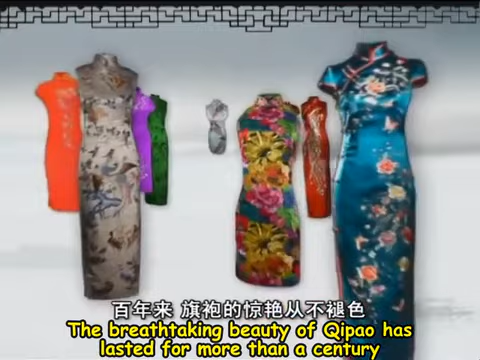 百年来 旗袍的惊艳从不褪色
The breathtaking beauty of Qipao has
lasted for more than a century